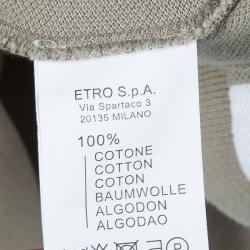 ETRO S.p.A.
Via Spartaco 3
20135 MILANO
100%
COTONE
COTTON
COTON
BAUMWOLLE
ALGODON
ALGODAO